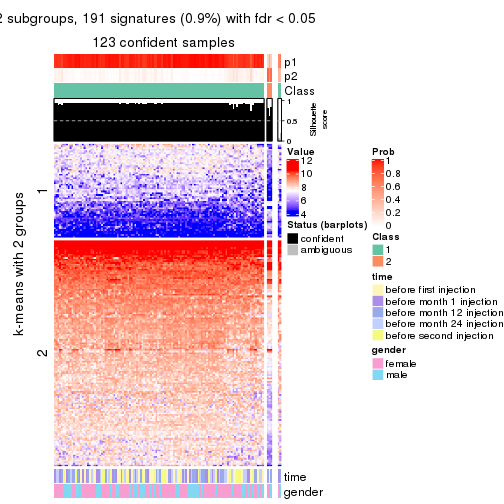 2 subgroups, 191 signatures (0.9%) with fdr < 0.05
123 confident samples
p1
p2
Class
1
0.5
0
Silhouette
score
1
2
k-means with 2 groups
time
gender
Value
12
10
8
6
4
Status (barplots)
confident
ambiguous
Prob
1
0.8
0.6
0.4
0.2
0
Class
1
2
time
before first injection
before month 1 injection
before month 12 injection
before month 24 injection
before second injection
gender
female
male